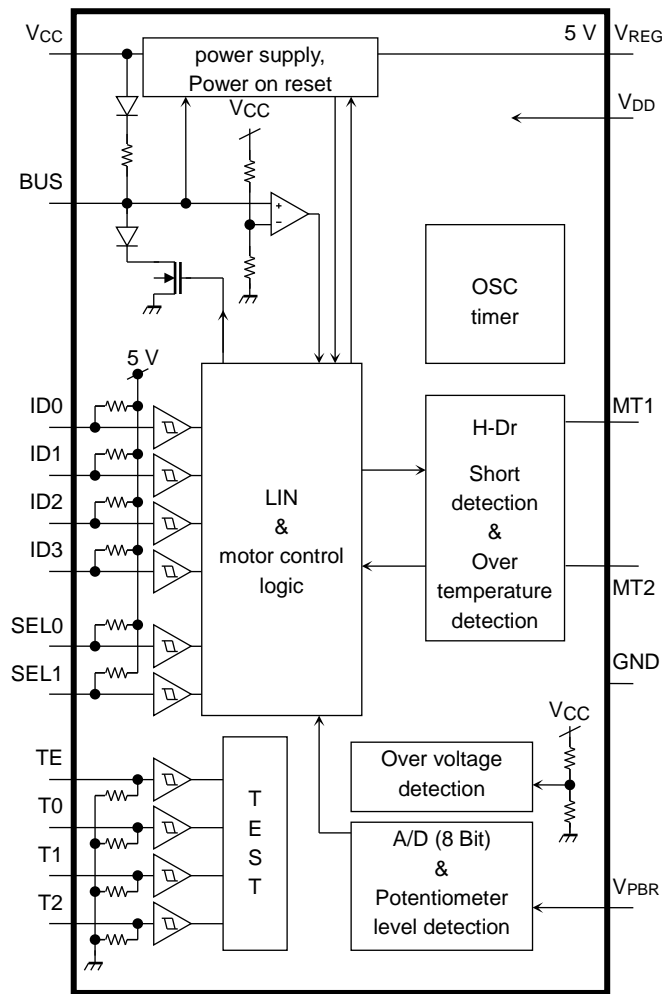 VCC
5 V
VREG
power supply,
Power on reset
VCC
VDD
BUS
+
−
OSC
timer
5 V
ID0
ID1
ID2
ID3
SEL0
SEL1
LIN
&
motor control
logic
H-Dr
Short
detection
&
Over
temperature
detection
MT1
MT2
GND
VCC
TE
T0
T1
T2
T
E
S
T
Over voltage
detection
A/D (8 Bit)
&
Potentiometer
level detection
VPBR